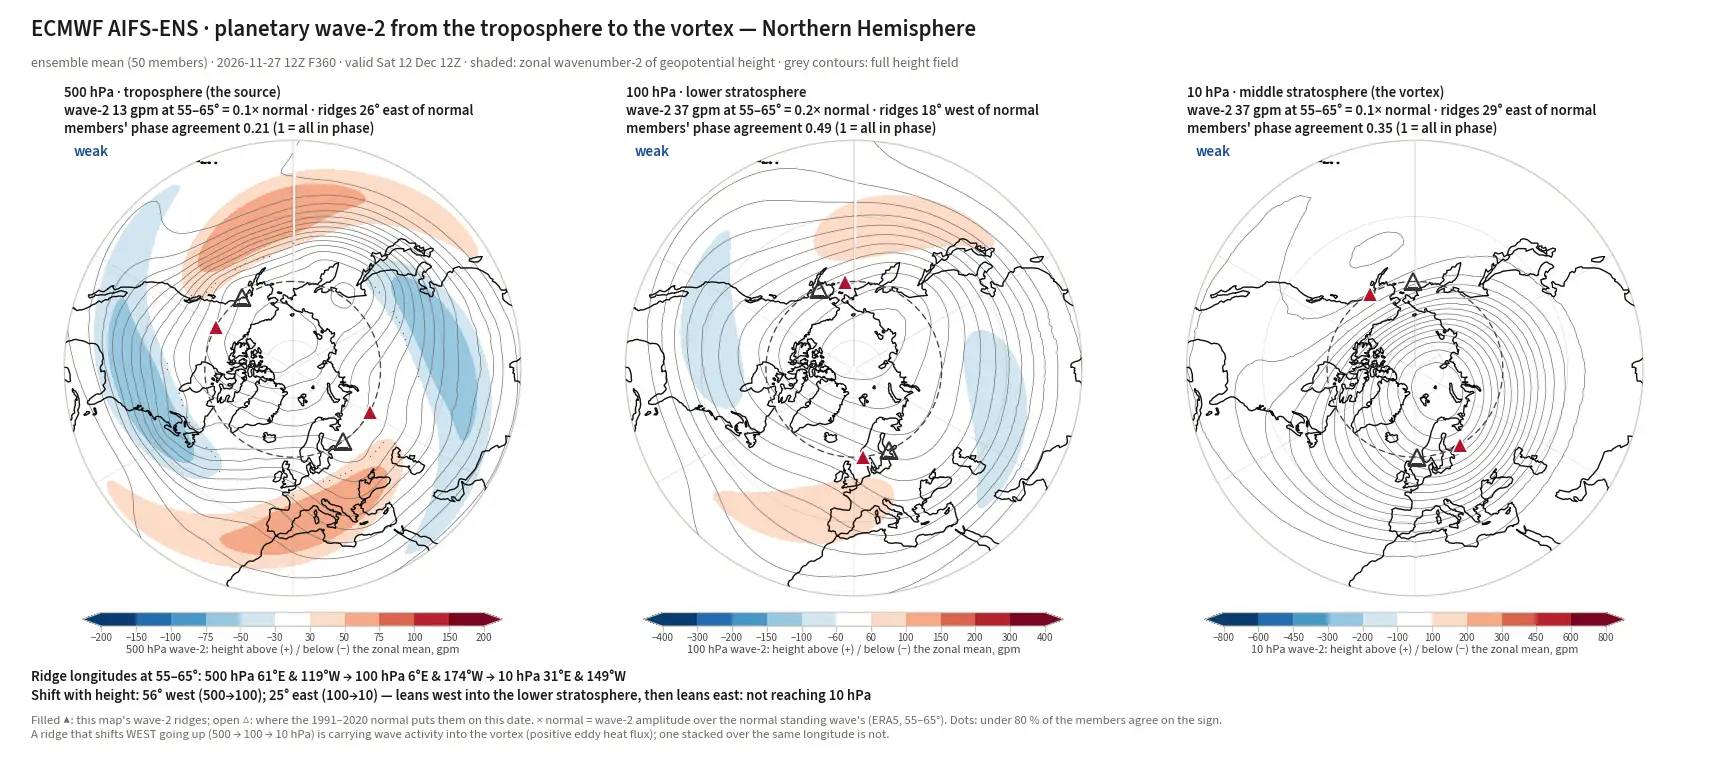 ECMWF AIFS-ENS · planetary wave-2 from the troposphere to the vortex — Northern Hemisphere
ensemble mean (50 members) · 2026-11-27 12Z F360 · valid Sat 12 Dec 12Z · shaded: zonal wavenumber-2 of geopotential height · grey contours: full height field
500 hPa · troposphere (the source)
wave-2 13 gpm at 55–65° = 0.1× normal · ridges 26° east of normal
members' phase agreement 0.21 (1 = all in phase)
weak
100 hPa · lower stratosphere
wave-2 37 gpm at 55–65° = 0.2× normal · ridges 18° west of normal
members' phase agreement 0.49 (1 = all in phase)
weak
10 hPa · middle stratosphere (the vortex)
wave-2 37 gpm at 55–65° = 0.1× normal · ridges 29° east of normal
members' phase agreement 0.35 (1 = all in phase)
weak
−200 −150 −100 −75 −50 −30 30 50 75 100 150 200
500 hPa wave-2: height above (+) / below (−) the zonal mean, gpm
−400 −300 −200 −150 −100 −60 60 100 150 200 300 400
100 hPa wave-2: height above (+) / below (−) the zonal mean, gpm
−800 −600 −450 −300 −200 −100 100 200 300 450 600 800
10 hPa wave-2: height above (+) / below (−) the zonal mean, gpm
Ridge longitudes at 55–65°: 500 hPa 61°E & 119°W → 100 hPa 6°E & 174°W → 10 hPa 31°E & 149°W
Shift with height: 56° west (500→100); 25° east (100→10) — leans west into the lower stratosphere, then leans east: not reaching 10 hPa
Filled ▲: this map's wave-2 ridges; open △: where the 1991–2020 normal puts them on this date. × normal = wave-2 amplitude over the normal standing wave's (ERA5, 55–65°). Dots: under 80 % of the members agree on the sign.
A ridge that shifts WEST going up (500 → 100 → 10 hPa) is carrying wave activity into the vortex (positive eddy heat flux); one stacked over the same longitude is not.